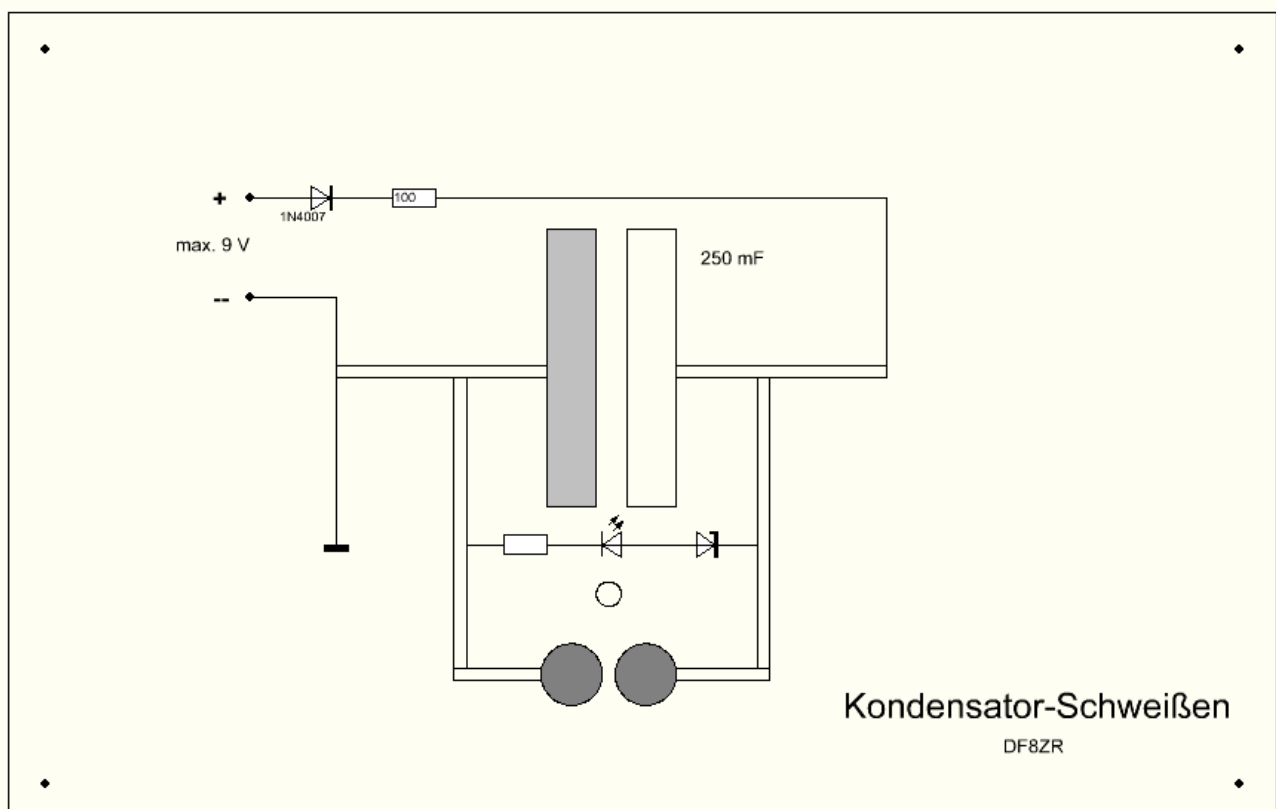 +
100
1N4007
max. 9 V
250 mF
--
Kondensator-Schweißen
DF8ZR